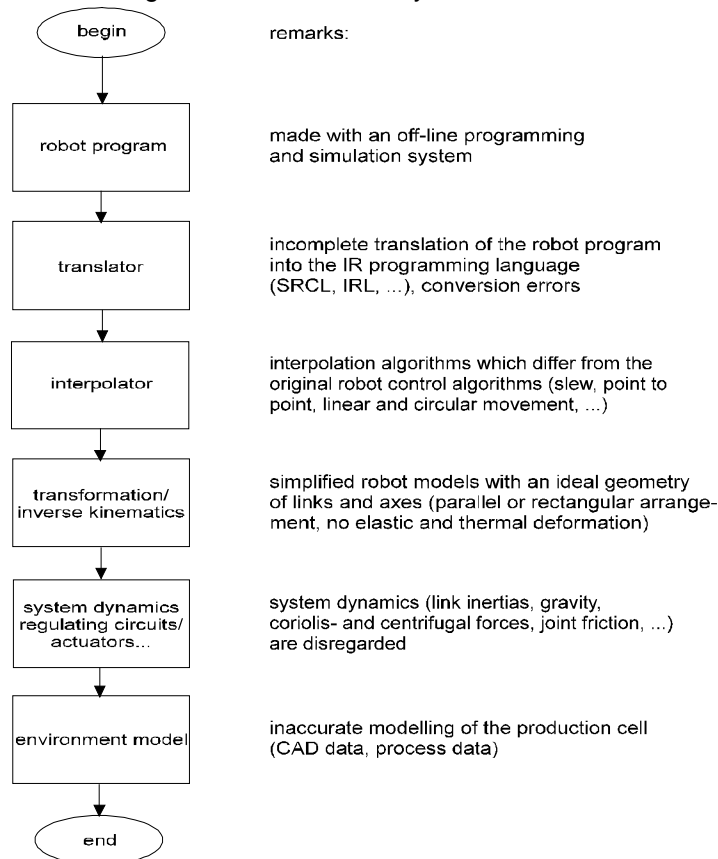 begin
remarks:
robot program
made with an off-line programming
and simulation system
translator
incomplete translation of the robot program
into the IR programming language
(SRCL, IRL, ...), conversion errors
interpolator
interpolation algorithms which differ from the
original robot control algorithms (slew, point to
point, linear and circular movement, ...)
transformation/
inverse kinematics
simplified robot models with an ideal geometry
of links and axes (parallel or rectangular arrange-
ment, no elastic and thermal deformation)
system dynamics
regulating circuits/
actuators...
system dynamics (link inertias, gravity,
coriolis- and centrifugal forces, joint friction, ...)
are disregarded
environment model
inaccurate modelling of the production cell
(CAD data, process data)
end